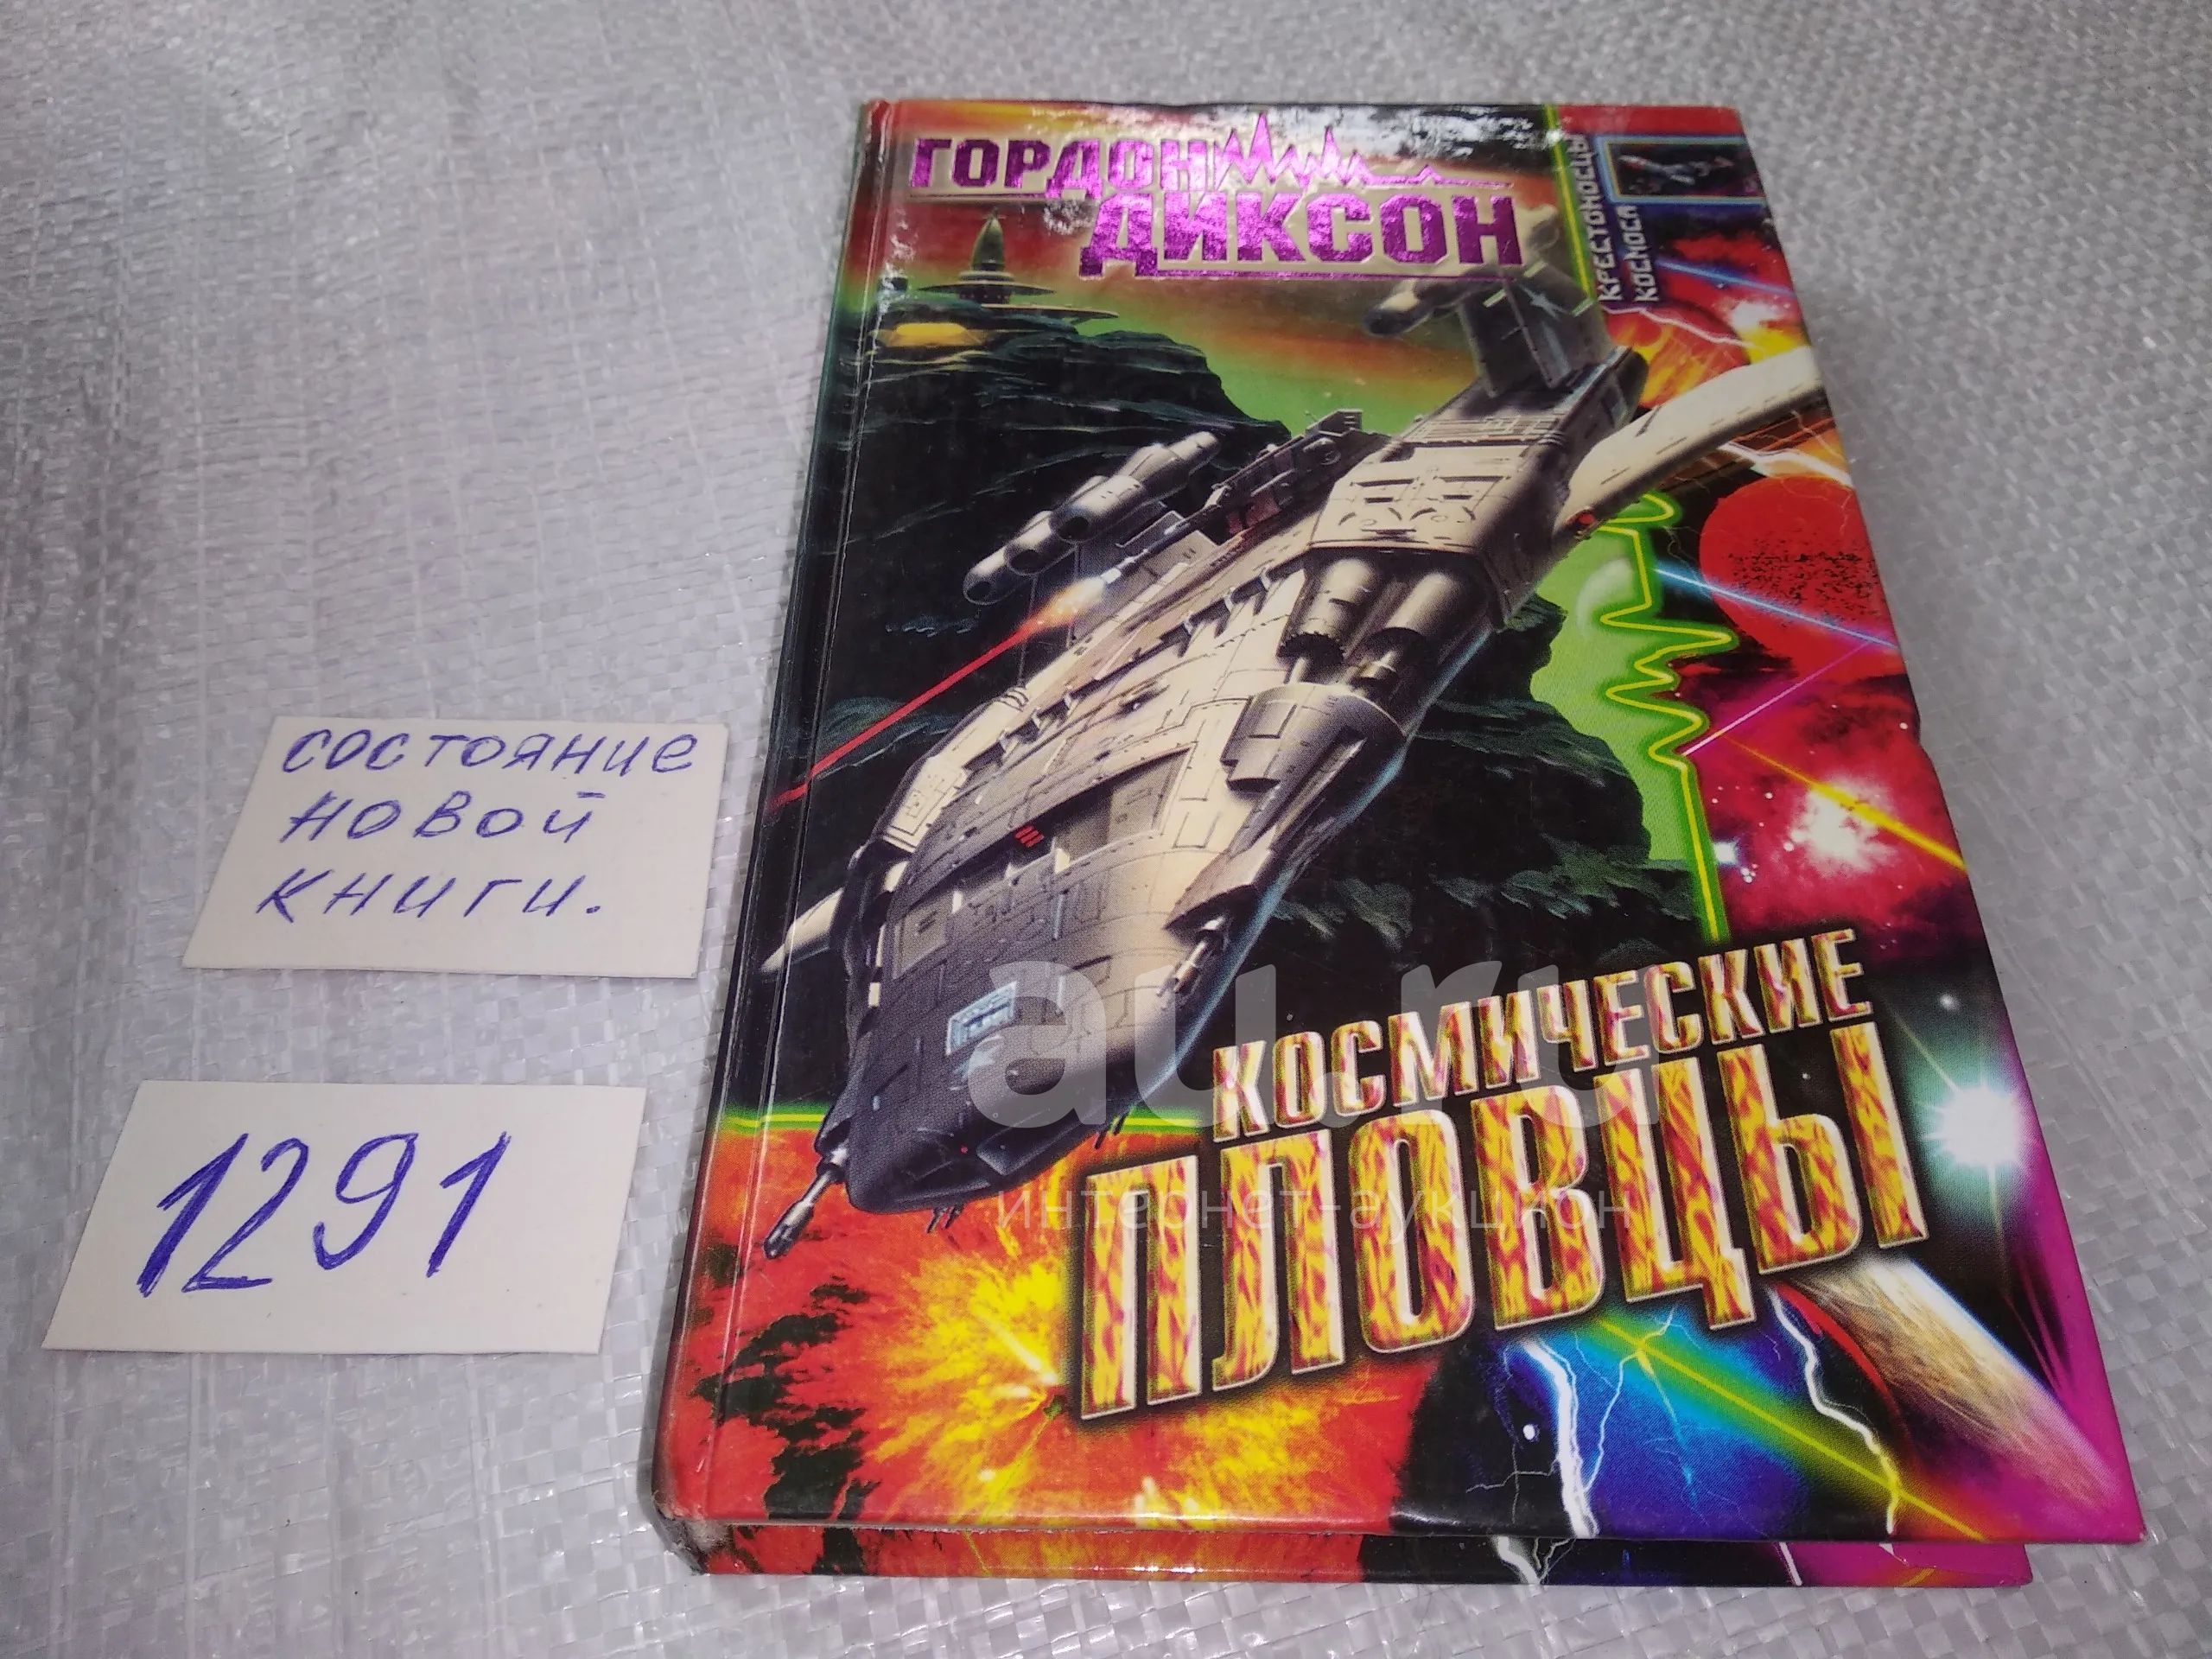 ГОРДОН
ДИКСОН
КРЕСТОНОСЦЫ
КОСМОСА
состояние
новой
книги.
1291
КОСМИЧЕСКИЕ
ПЛОВЦЫ
au.ru
интернет-аукцион